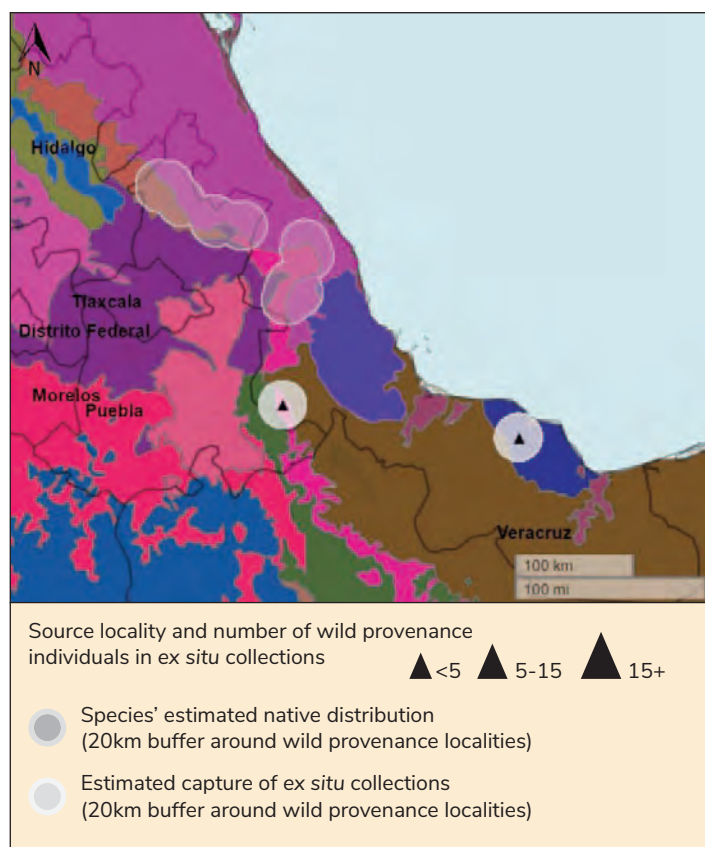 N
Hidalgo
Tlaxcala
Distrito Federal
Morelos
Puebla
Veracruz
100 km
100 mi
Source locality and number of wild provenance
individuals in ex situ collections
<5
5-15
15+
Species’ estimated native distribution
(20km buffer around wild provenance localities)
Estimated capture of ex situ collections
(20km buffer around wild provenance localities)